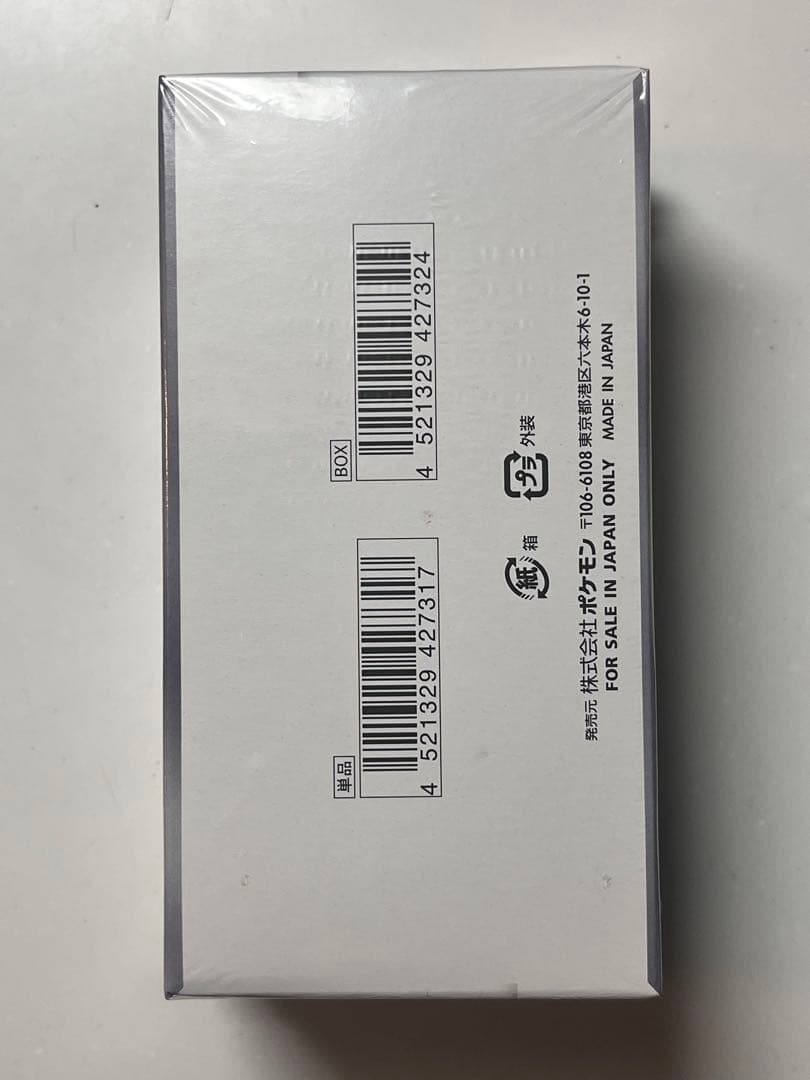 BOX
4 521329 427324
単品
4 521329 427317
紙 箱
プラ 外装
発売元 株式会社ポケモン 〒106-6108 東京都港区六本木6-10-1
FOR SALE IN JAPAN ONLY MADE IN JAPAN